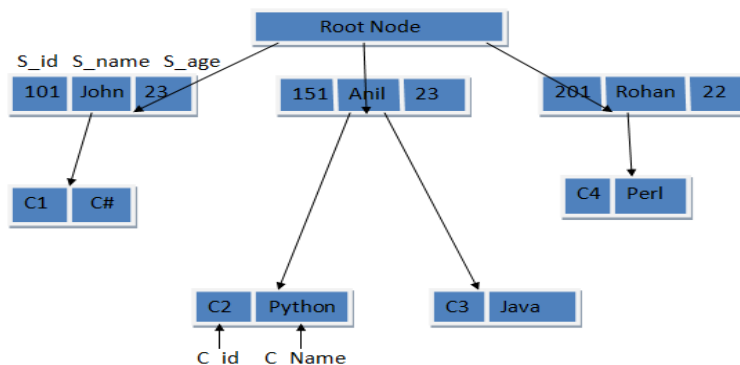 Root Node
S_id S_name S_age
101 John 23
151 Anil 23
201 Rohan 22
C1 C#
C4 Perl
C2 Python
C3 Java
C id C Name